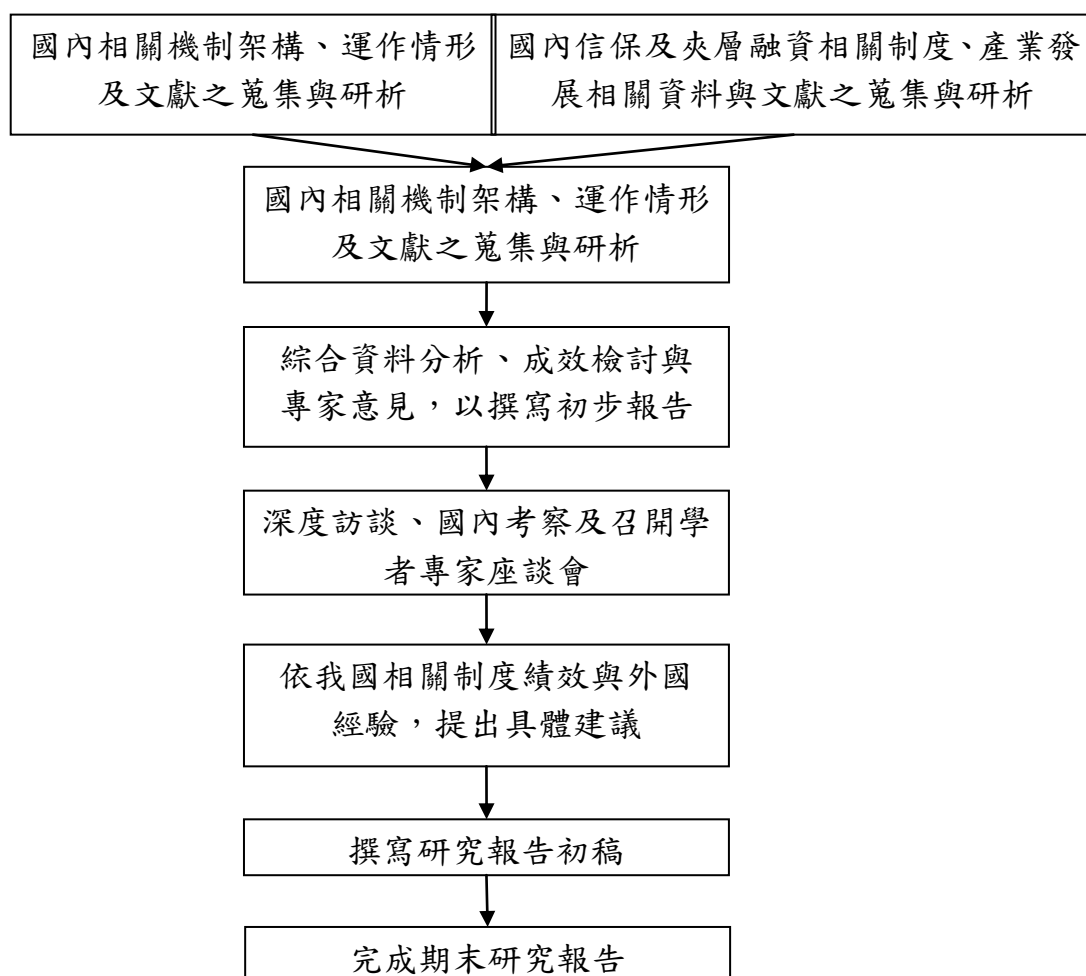 國內相關機制架構、運作情形
及文獻之蒐集與研析
國內信保及夾層融資相關制度、產業發
展相關資料與文獻之蒐集與研析
國內相關機制架構、運作情形
及文獻之蒐集與研析
綜合資料分析、成效檢討與
專家意見，以撰寫初步報告
深度訪談、國內考察及召開學
者專家座談會
依我國相關制度績效與外國
經驗，提出具體建議
撰寫研究報告初稿
完成期末研究報告